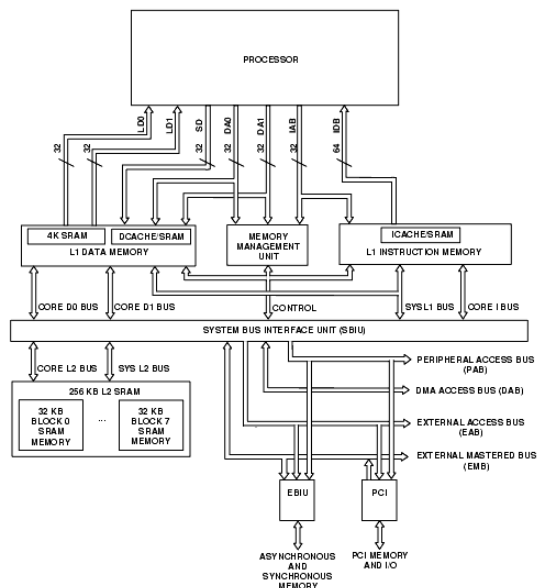 PROCESSOR
LD0
LD1
SD
DA0
DA1
IAB
IDB
32
32
32
32
32
32
64
4K SRAM
DCACHE/SRAM
L1 DATA MEMORY
MEMORY
MANAGEMENT
UNIT
ICACHE/SRAM
L1 INSTRUCTION MEMORY
CORE D0 BUS
CORE D1 BUS
CONTROL
SYS L1 BUS
CORE I BUS
SYSTEM BUS INTERFACE UNIT (SBIU)
CORE L2 BUS
SYS L2 BUS
PERIPHERAL ACCESS BUS
(PAB)
DMA ACCESS BUS (DAB)
EXTERNAL ACCESS BUS
(EAB)
EXTERNAL MASTERED BUS
(EMB)
256 KB L2 SRAM
32 KB
BLOCK 0
SRAM
MEMORY
...
32 KB
BLOCK 7
SRAM
MEMORY
EBIU
PCI
ASYNCHRONOUS
AND
SYNCHRONOUS
MEMORY
PCI MEMORY
AND I/O